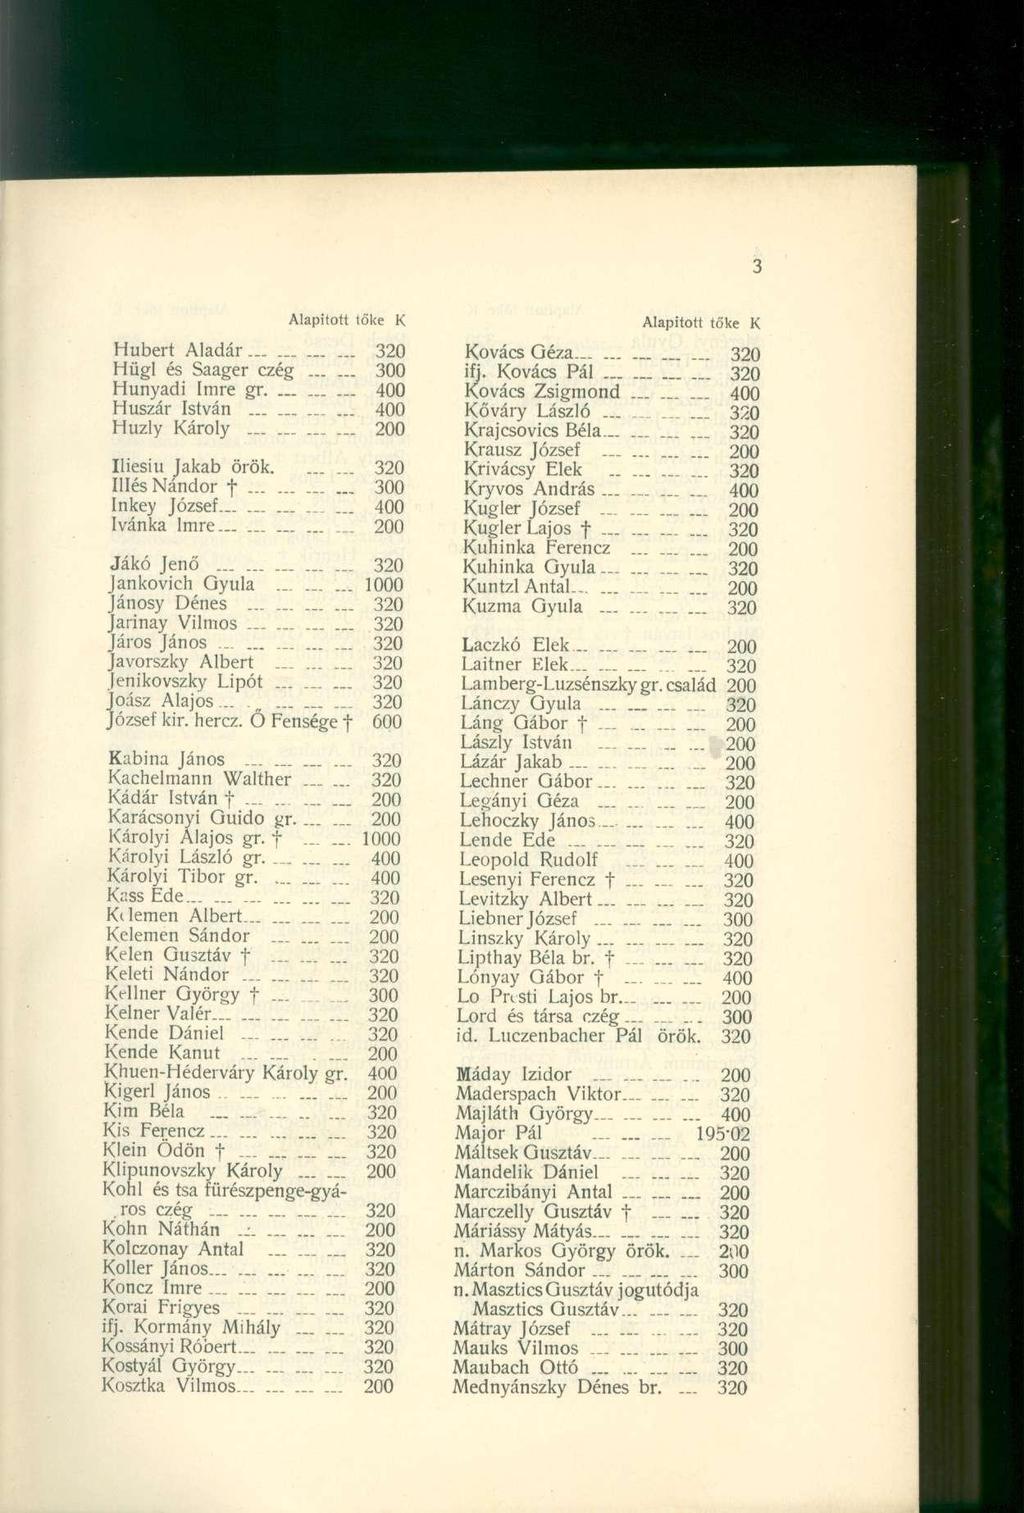 3
Alapitott tőke K
Hubert Aladár 320
Hügl és Saager czég 300
Hunyadi Imre gr. 400
Huszár István 400
Huzly Károly 200
Iliesiu Jakab örök. 320
Illés Nándor † 300
Inkey József 400
Ivánka Imre 200
Jákó Jenő 320
Jankovich Gyula 1000
Jánosy Dénes 320
Jarinay Vilmos 320
Járos János 320
Javorszky Albert 320
Jenikovszky Lipót 320
Joász Alajos 320
József kir. hercz. Ő Fensége † 600
Kabina János 320
Kachelmann Walther 320
Kádár István † 200
Karácsonyi Guido gr. 200
Károlyi Alajos gr. † 1000
Károlyi László gr. 400
Károlyi Tibor gr. 400
Kass Ede 320
Kelemen Albert 200
Kelemen Sándor 200
Kelen Gusztáv † 320
Keleti Nándor 320
Kellner György † 300
Kelner Valér 320
Kende Dániel 320
Kende Kanut 200
Khuen-Héderváry Károly gr. 400
Kigerl János 200
Kim Béla 320
Kis Ferencz 320
Klein Ödön † 320
Klipunovszky Károly 200
Kohl és tsa fürészpenge-gyá-
ros czég 320
Kohn Náthán 200
Kolczonay Antal 320
Koller János 320
Koncz Imre 200
Korai Frigyes 320
ifj. Kormány Mihály 320
Kossányi Róbert 320
Kostyál György 320
Kosztka Vilmos 200
Alapitott tőke K
Kovács Géza 320
ifj. Kovács Pál 320
Kovács Zsigmond 400
Kőváry László 320
Krajcsovics Béla 320
Krausz József 200
Krivácsy Elek 320
Kryvos András 400
Kugler József 200
Kugler Lajos † 320
Kuhinka Ferencz 200
Kuhinka Gyula 320
Kuntzl Antal 200
Kuzma Gyula 320
Laczkó Elek 200
Laitner Elek 320
Lamberg-Luzsénszky gr. család 200
Lánczy Gyula 320
Láng Gábor † 200
Lászly István 200
Lázár Jakab 200
Lechner Gábor 320
Legányi Géza 200
Lehoczky János 400
Lende Ede 320
Leopold Rudolf 400
Lesenyi Ferencz † 320
Levitzky Albert 320
Liebner József 300
Linszky Károly 320
Lipthay Béla br. † 320
Lónyay Gábor † 400
Lo Presti Lajos br. 200
Lord és társa czég 300
id. Luczenbacher Pál örök. 320
Máday Izidor 200
Maderspach Viktor 320
Majláth György 400
Major Pál 195·02
Máltsek Gusztáv 200
Mandelik Dániel 320
Marczibányi Antal 200
Marczelly Gusztáv † 320
Máriássy Mátyás 320
n. Markos György örök. 200
Márton Sándor 300
n. Masztics Gusztáv jogutódja
Masztics Gusztáv 320
Mátray József 320
Mauks Vilmos 300
Maubach Ottó 320
Mednyánszky Dénes br. 320